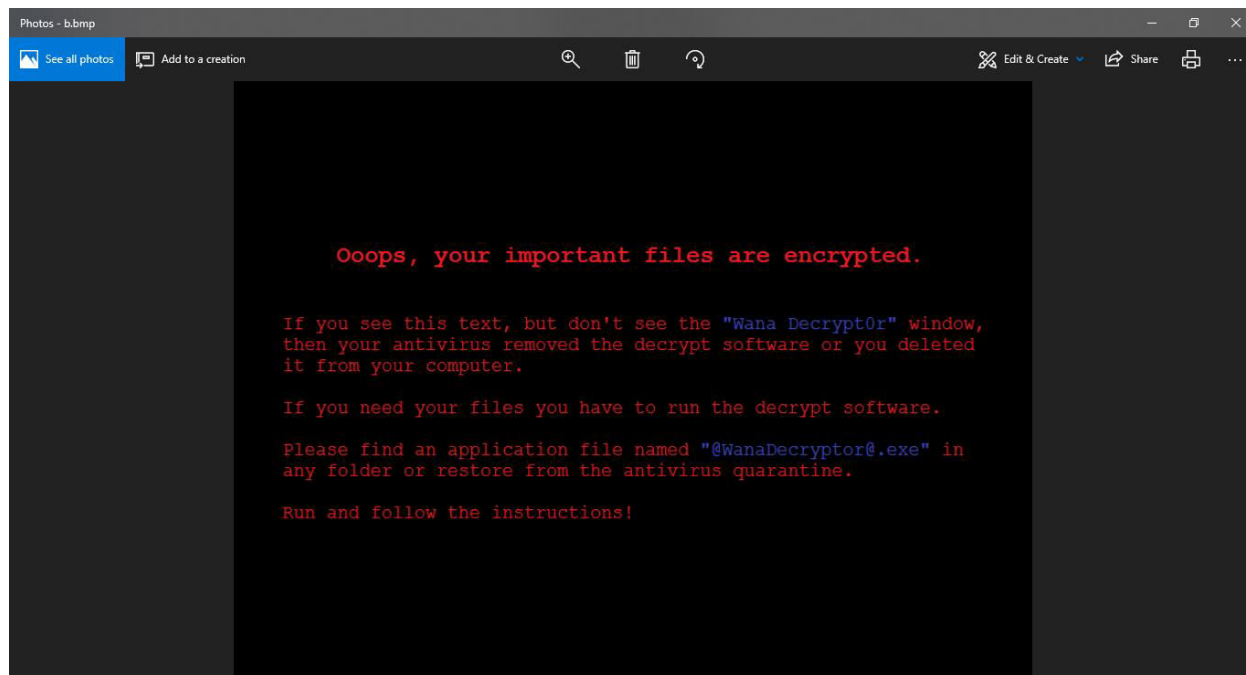 Photos - b.bmp
See all photos Add to a creation Edit & Create Share
Ooops, your important files are encrypted.
If you see this text, but don't see the "Wana Decrypt0r" window,
then your antivirus removed the decrypt software or you deleted
it from your computer.
If you need your files you have to run the decrypt software.
Please find an application file named "@WanaDecryptor@.exe" in
any folder or restore from the antivirus quarantine.
Run and follow the instructions!